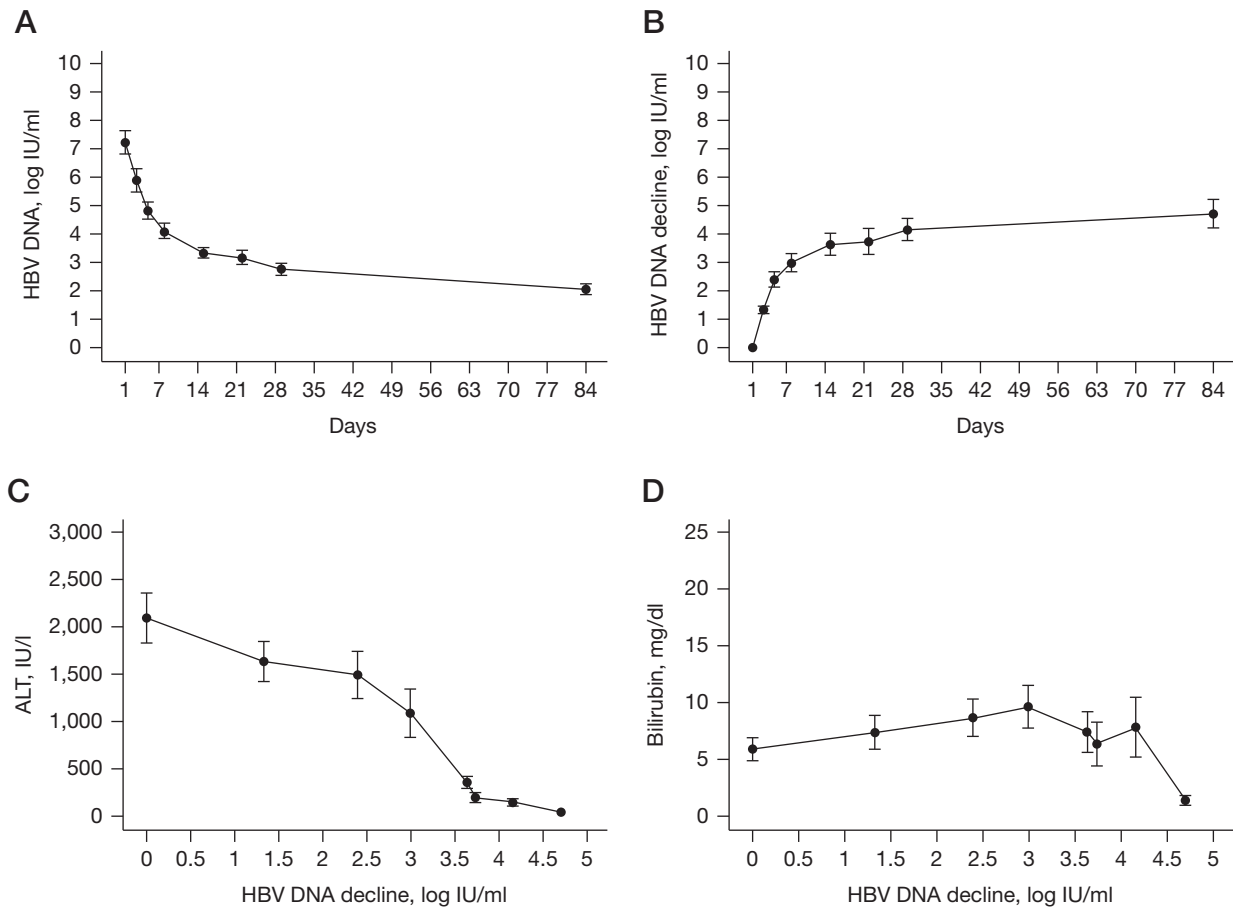 A
HBV DNA, log IU/ml
10
9
8
7
6
5
4
3
2
1
0
1 7 14 21 28 35 42 49 56 63 70 77 84
Days
B
HBV DNA decline, log IU/ml
10
9
8
7
6
5
4
3
2
1
0
1 7 14 21 28 35 42 49 56 63 70 77 84
Days
C
ALT, IU/l
3,000
2,500
2,000
1,500
1,000
500
0
0 0.5 1 1.5 2 2.5 3 3.5 4 4.5 5
HBV DNA decline, log IU/ml
D
Bilirubin, mg/dl
25
20
15
10
5
0
0 0.5 1 1.5 2 2.5 3 3.5 4 4.5 5
HBV DNA decline, log IU/ml